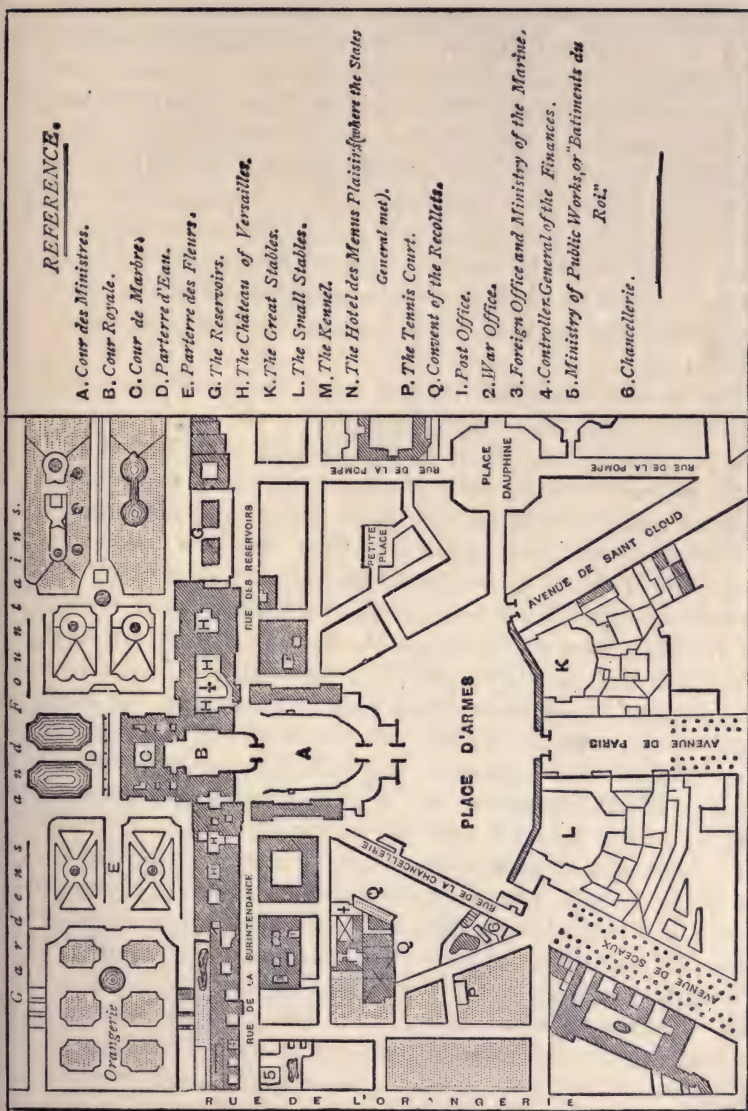 REFERENCE.
A. Cour des Ministres.
B. Cour Royale.
C. Cour de Marbre.
D. Parterre d'Eau.
E. Parterre des Fleurs.
G. The Reservoirs.
H. The Château of Versailles.
K. The Great Stables.
L. The Small Stables.
M. The Kennel.
N. The Hotel des Menus Plaisirs (where the States
General met).
P. The Tennis Court.
Q. Convent of the Recollets.
1. Post Office.
2. War Office.
3. Foreign Office and Ministry of the Marine.
4. Controller.General of the Finances.
5. Ministry of Public Works, or "Batiments du
Roi."
6. Chancellerie.
Gardens and Fountains.
Orangerie
E
D
C
B
A
H
H
H
H
H
G
RUE DES RESERVOIRS
RUE DE LA SURINTENDANCE
RUE DE LA POMPE
PETITE
PLACE
PLACE
DAUPHINE
RUE DE LA POMPE
PLACE D'ARMES
RUE DE LA CHANCELLERIE
Q
Q
6
P
5
AVENUE DE SAINT CLOUD
K
AVENUE DE PARIS
L
AVENUE DE SCEAUX
RUE DE L'ORANGERIE